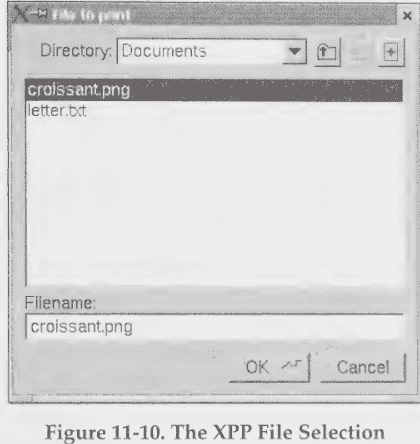 File to print
Directory: Documents
croissant.png
letter.txt
Filename:
croissant.png
OK Cancel
Figure 11-10. The XPP File Selection